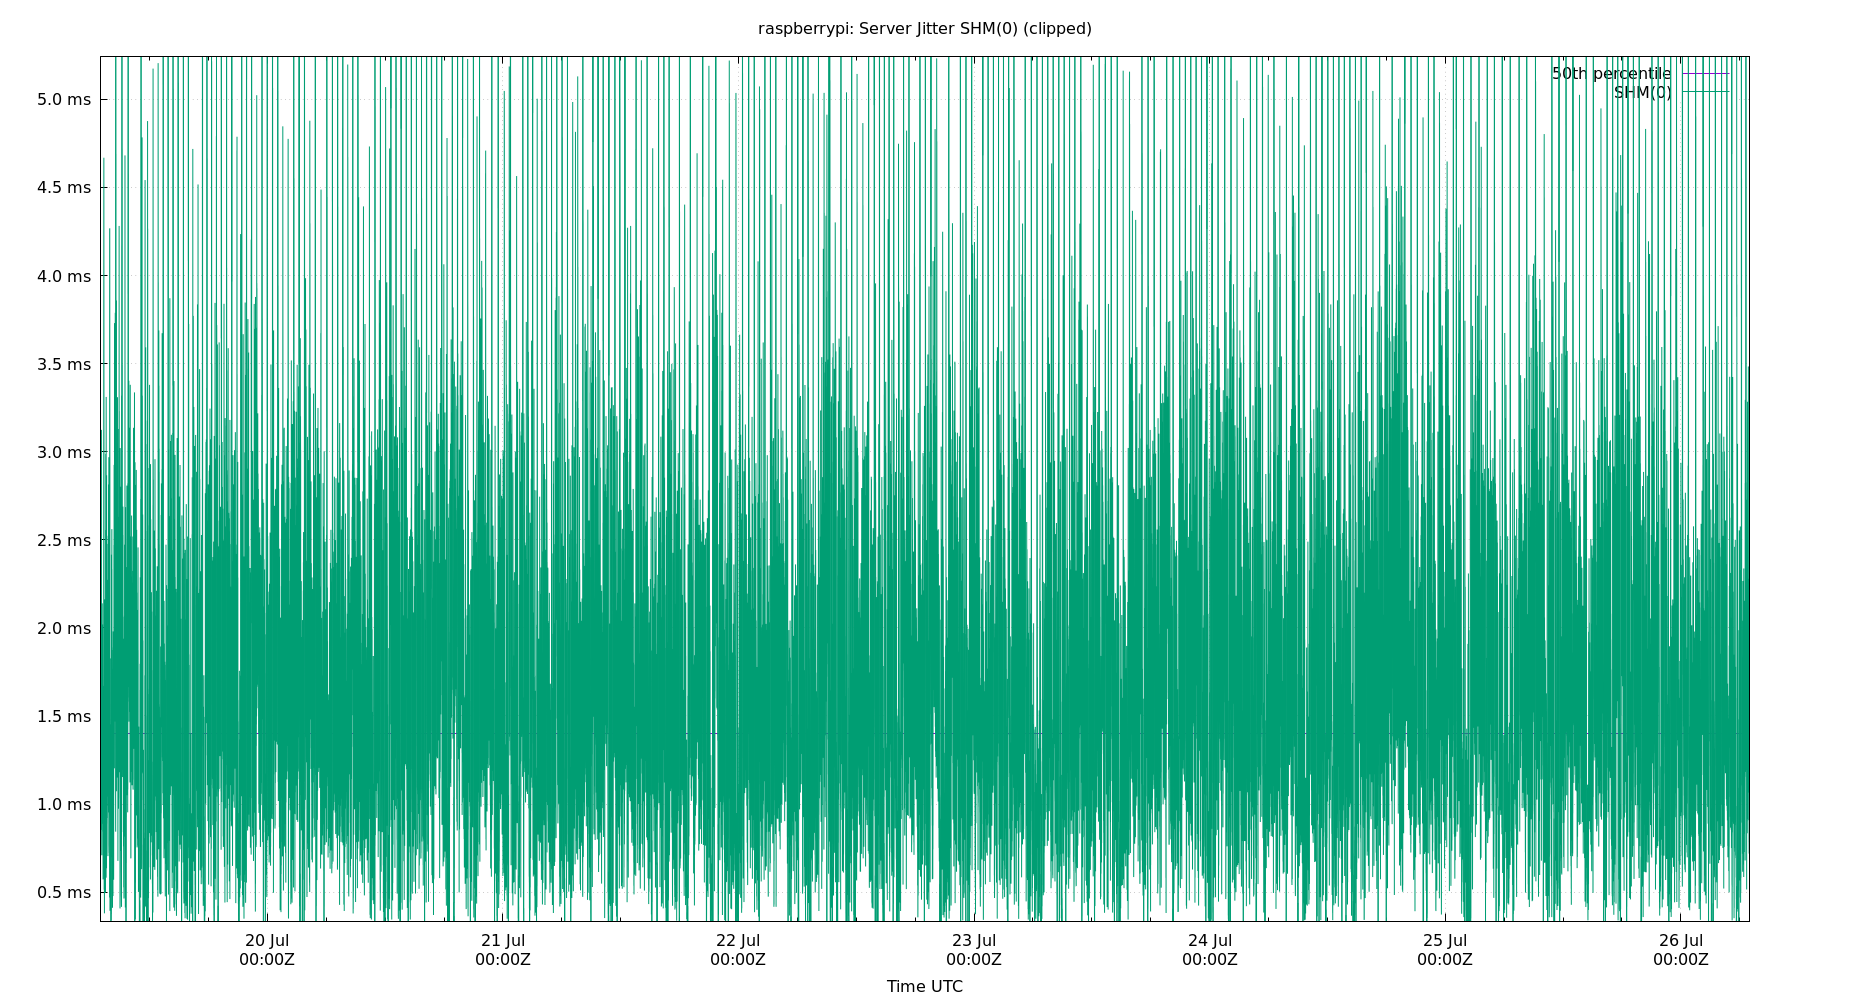 raspberrypi: Server Jitter SHM(0) (clipped)
50th percentile
SHM(0)
5.0 ms
4.5 ms
4.0 ms
3.5 ms
3.0 ms
2.5 ms
2.0 ms
1.5 ms
1.0 ms
0.5 ms
20 Jul 21 Jul 22 Jul 23 Jul 24 Jul 25 Jul 26 Jul
00:00Z 00:00Z 00:00Z 00:00Z 00:00Z 00:00Z 00:00Z
Time UTC